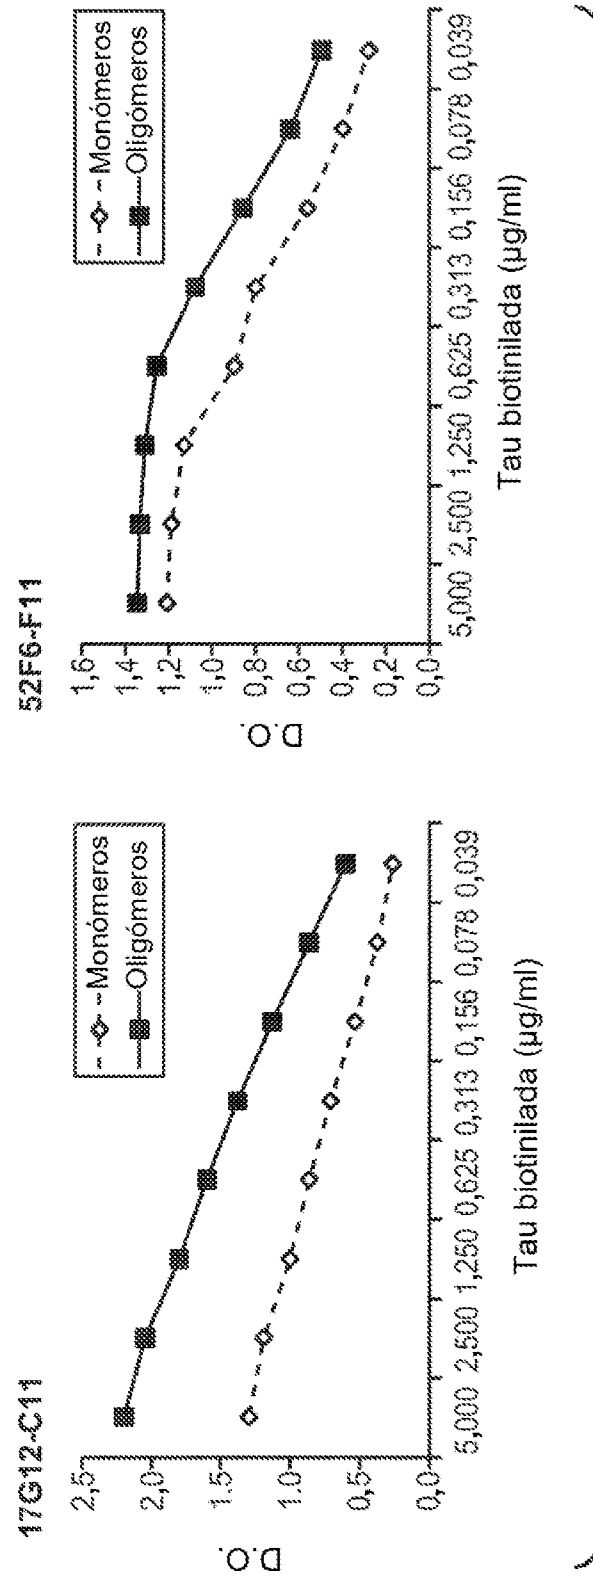 17G12-C11
- ◇ - Monómeros
─■─ Oligómeros
D.O.
2,5
2,0
1.5
1.0
0,5
0,0
5,000 2,500 1,250 0,625 0,313 0,156 0,078 0,039
Tau biotinilada (µg/ml)
52F6-F11
- ◇ - Monómeros
─■─ Oligómeros
D.O.
1,6
1,4
1,2
1,0
0,8
0,6
0,4
0,2
0,0
5,000 2,500 1,250 0,625 0,313 0,156 0,078 0,039
Tau biotinilada (µg/ml)